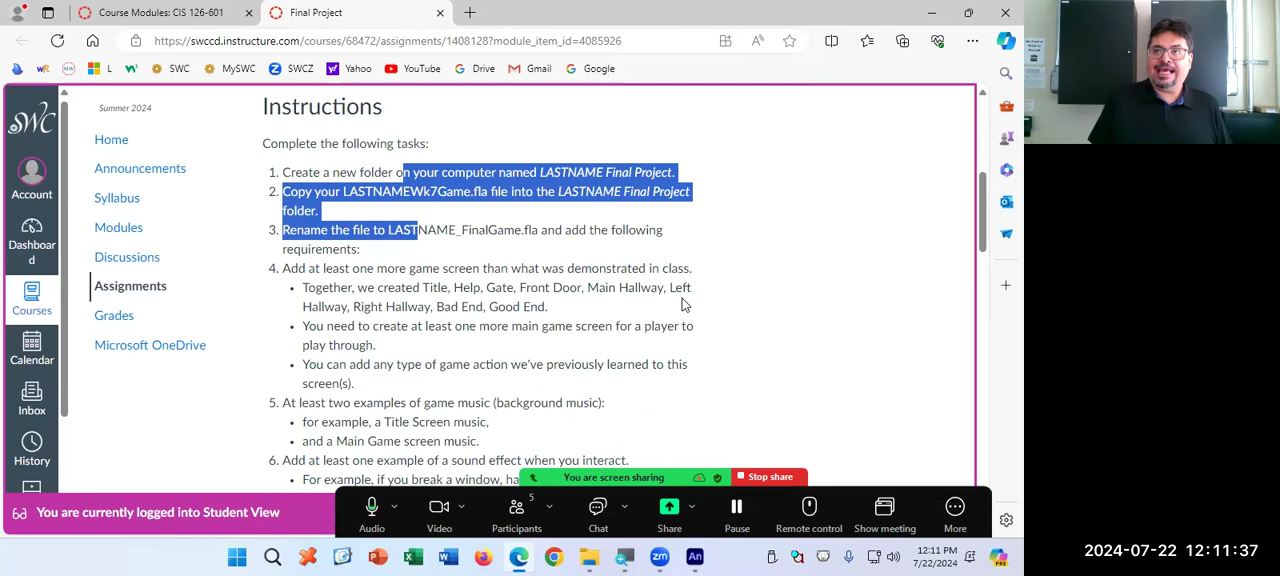 Course Modules: CIS 126-601
Final Project
https://swccd.instructure.com/courses/68472/assignments/1408128?module_item_id=4085926
L
SWC
MySWC
SWCZ
Yahoo
YouTube
Drive
Gmail
Google
SWC
Account
Dashboar
d
Courses
Calendar
Inbox
History
Summer 2024
Home
Announcements
Syllabus
Modules
Discussions
Assignments
Grades
Microsoft OneDrive
Instructions
Complete the following tasks:
1. Create a new folder on your computer named LASTNAME Final Project.
2. Copy your LASTNAMEWk7Game.fla file into the LASTNAME Final Project
folder.
3. Rename the file to LASTNAME_FinalGame.fla and add the following
requirements:
4. Add at least one more game screen than what was demonstrated in class.
• Together, we created Title, Help, Gate, Front Door, Main Hallway, Left
Hallway, Right Hallway, Bad End, Good End.
• You need to create at least one more main game screen for a player to
play through.
• You can add any type of game action we've previously learned to this
screen(s).
5. At least two examples of game music (background music):
• for example, a Title Screen music,
• and a Main Game screen music.
6. Add at least one example of a sound effect when you interact.
• For example, if you break a window, ha
You are screen sharing
Stop share
You are currently logged into Student View
Audio
Video
5
Participants
Chat
Share
Pause
Remote control
Show meeting
More
zm
An
12:11 PM
7/22/2024
PRE
2024-07-22 12:11:37